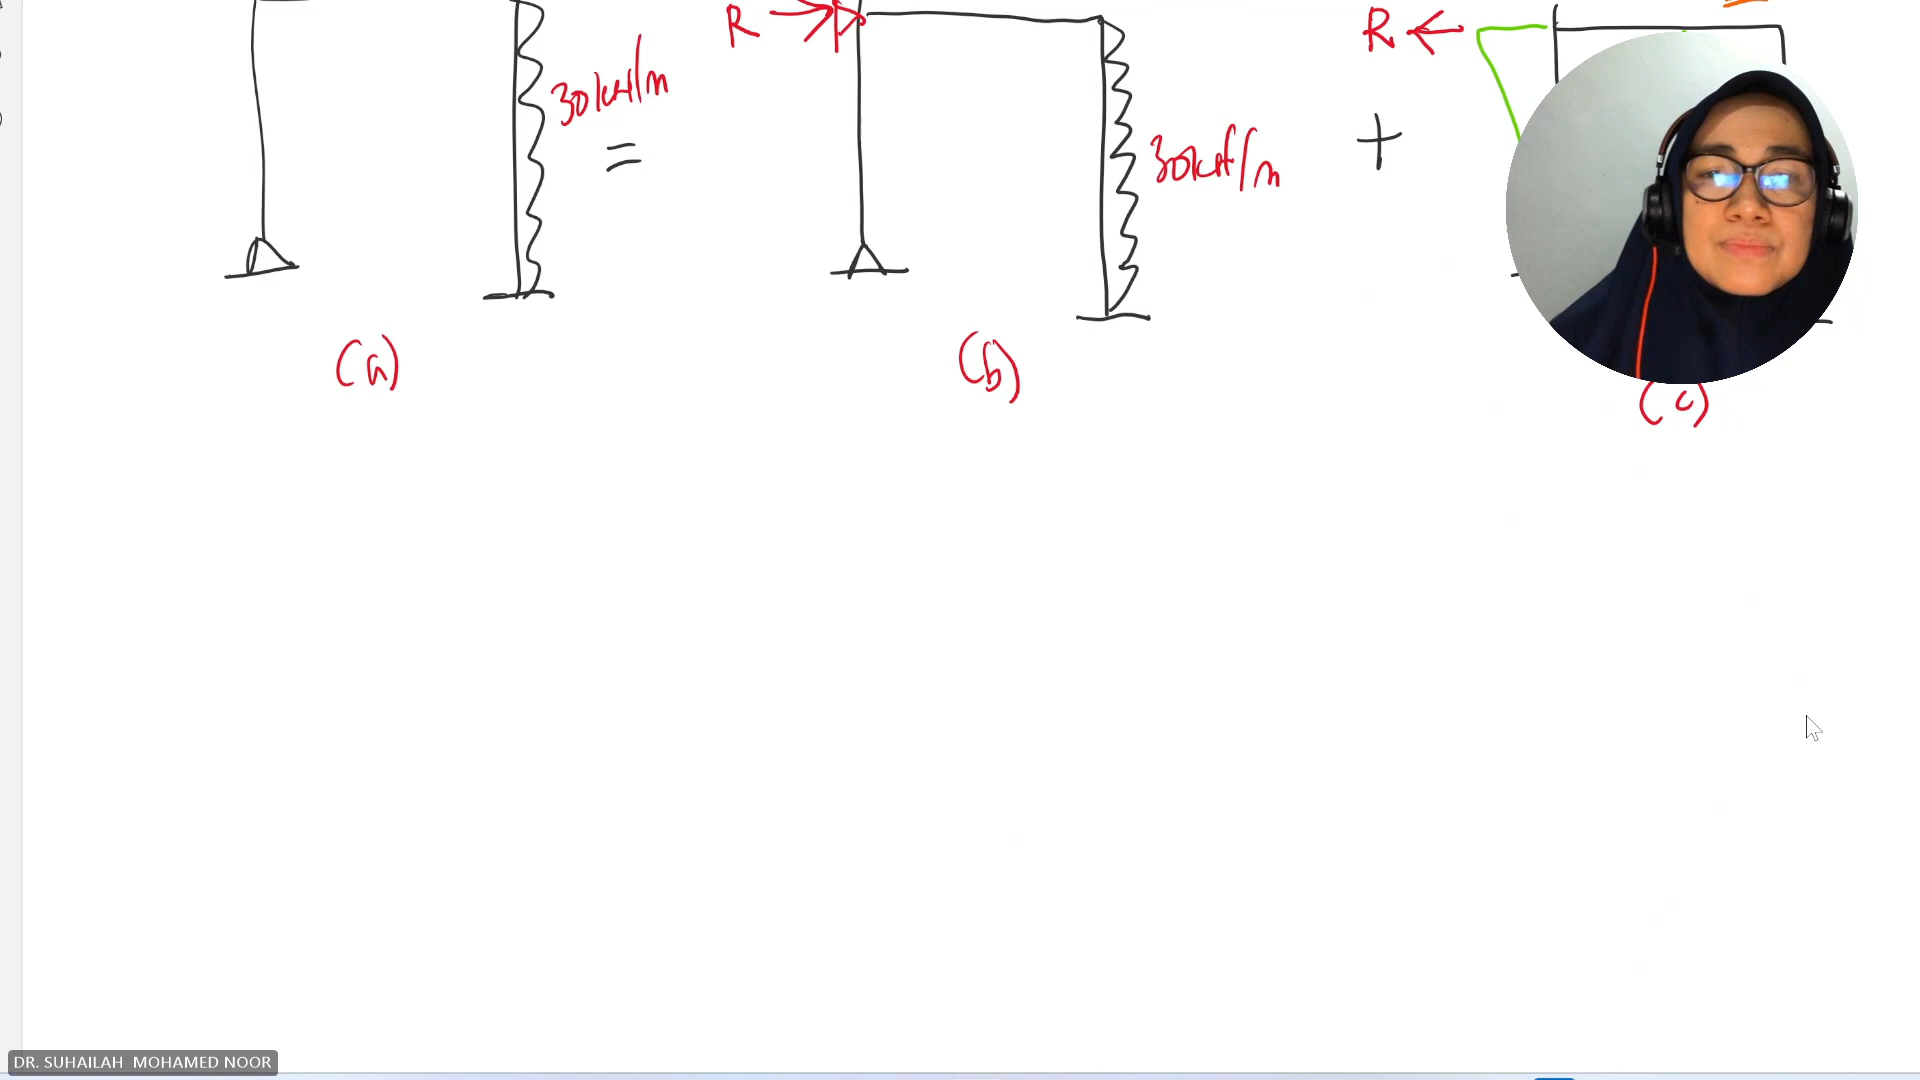 R
R
30kN/m
=
30kN/m
+
(a)
(b)
(c)
DR. SUHAILAH MOHAMED NOOR